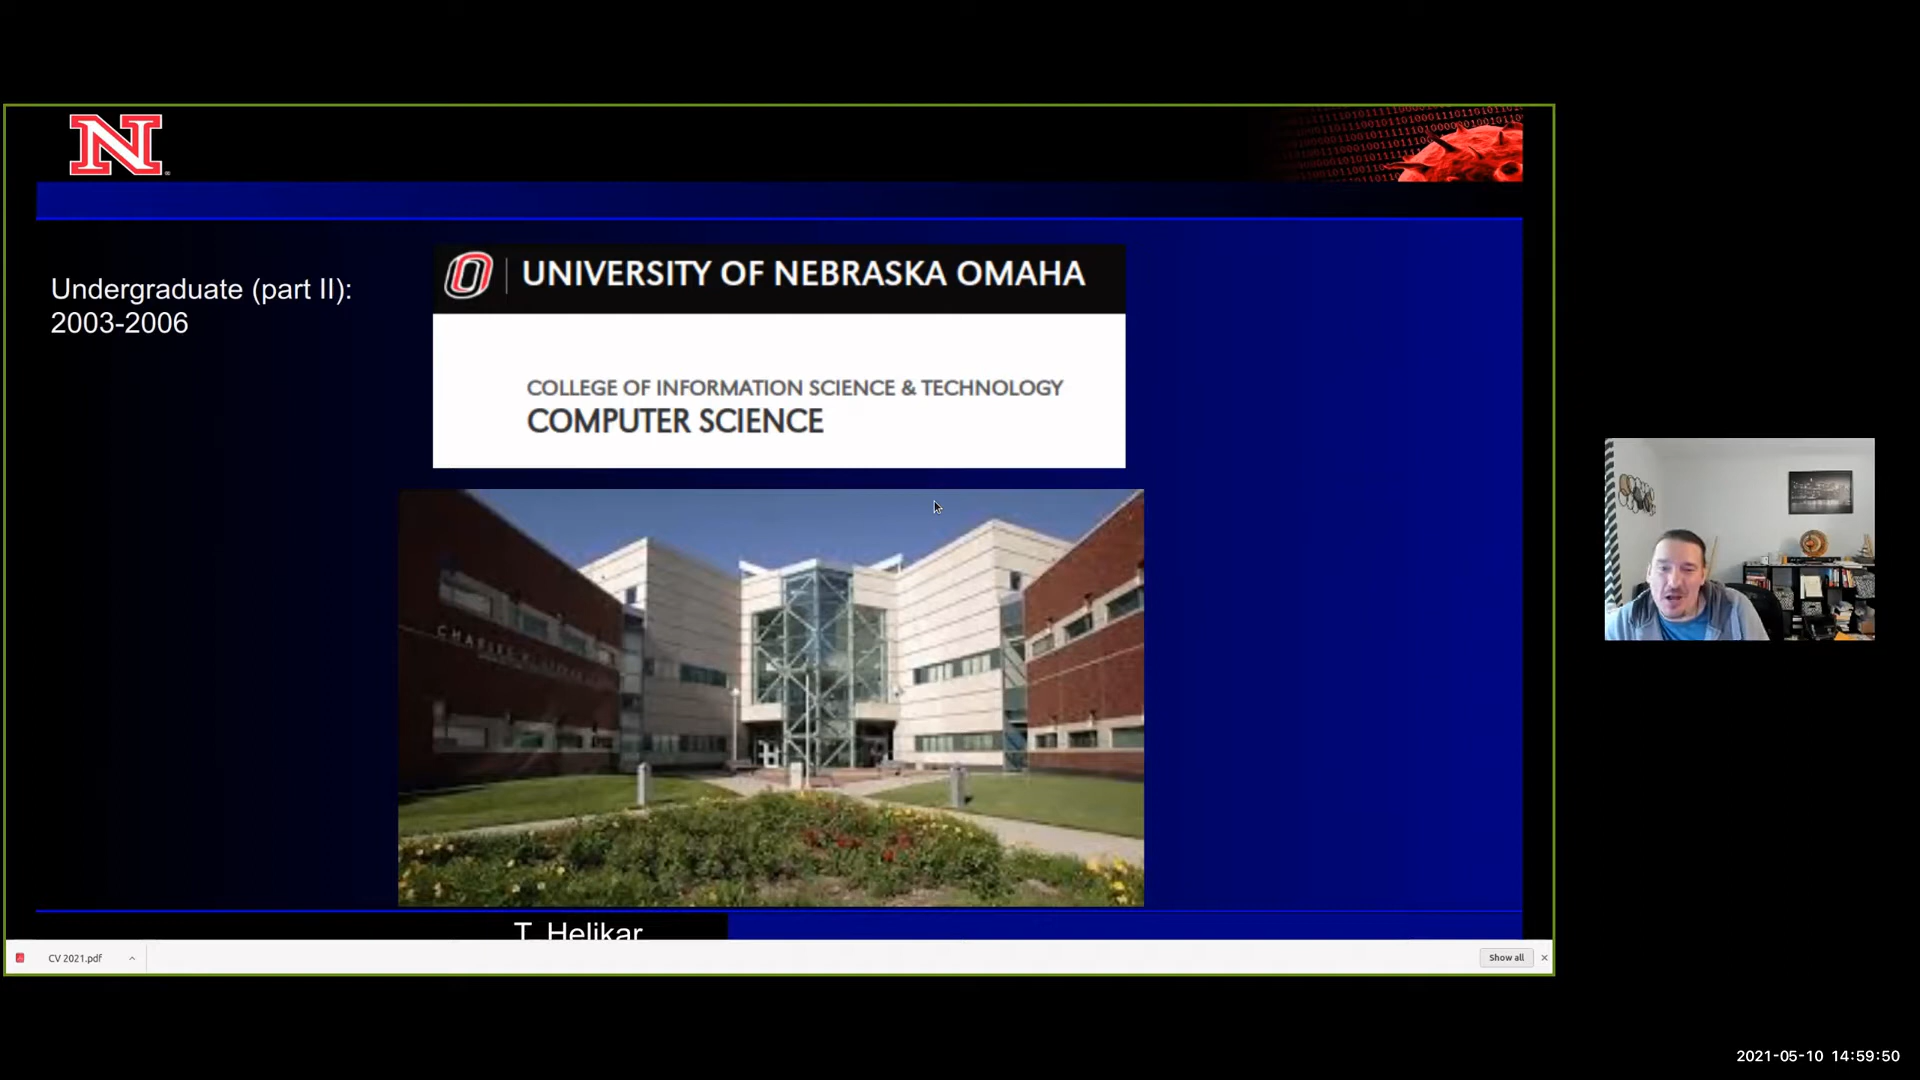 N
UNIVERSITY OF NEBRASKA OMAHA
Undergraduate (part II):
2003-2006
COLLEGE OF INFORMATION SCIENCE & TECHNOLOGY
COMPUTER SCIENCE
T. Helikar
CV 2021.pdf
Show all
2021-05-10 14:59:50